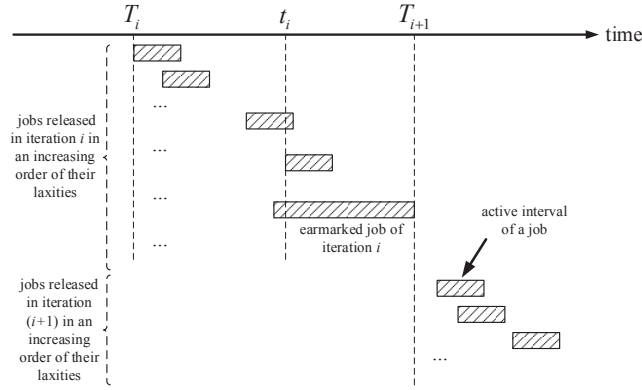 T_i t_i T_{i+1}
time
jobs released
in iteration i in
an increasing
order of their
laxities
...
...
...
...
earmarked job of
iteration i
active interval
of a job
jobs released
in iteration
(i+1) in an
increasing
order of their
laxities
...